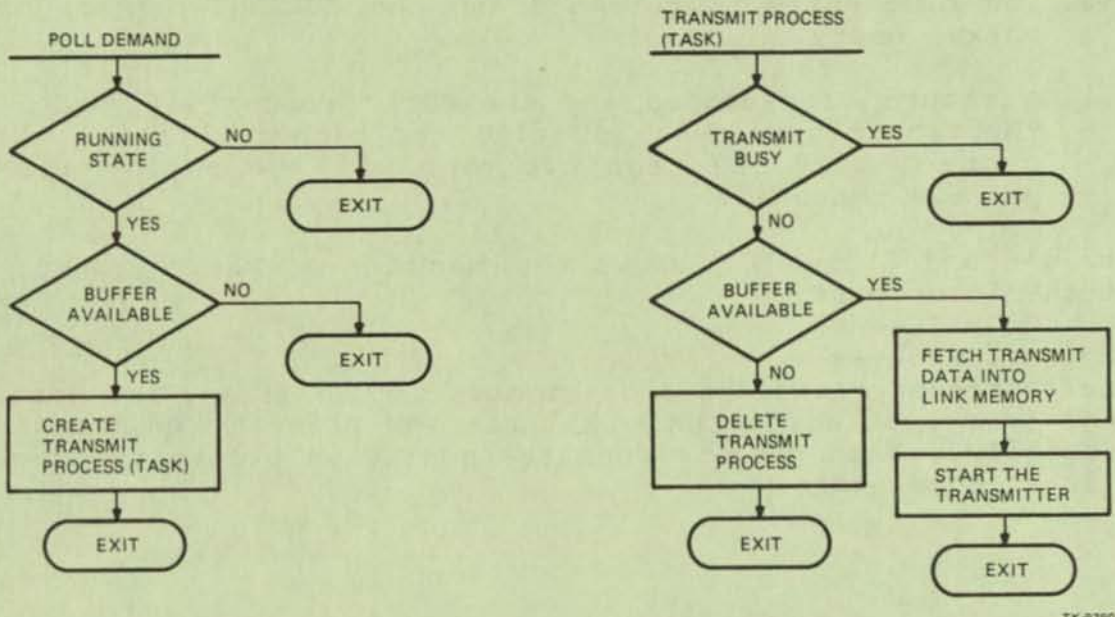 POLL DEMAND
RUNNING
STATE
NO
EXIT
YES
BUFFER
AVAILABLE
NO
EXIT
YES
CREATE
TRANSMIT
PROCESS (TASK)
EXIT
TRANSMIT PROCESS
(TASK)
TRANSMIT
BUSY
YES
EXIT
NO
BUFFER
AVAILABLE
YES
FETCH TRANSMIT
DATA INTO
LINK MEMORY
START THE
TRANSMITTER
EXIT
NO
DELETE
TRANSMIT
PROCESS
EXIT